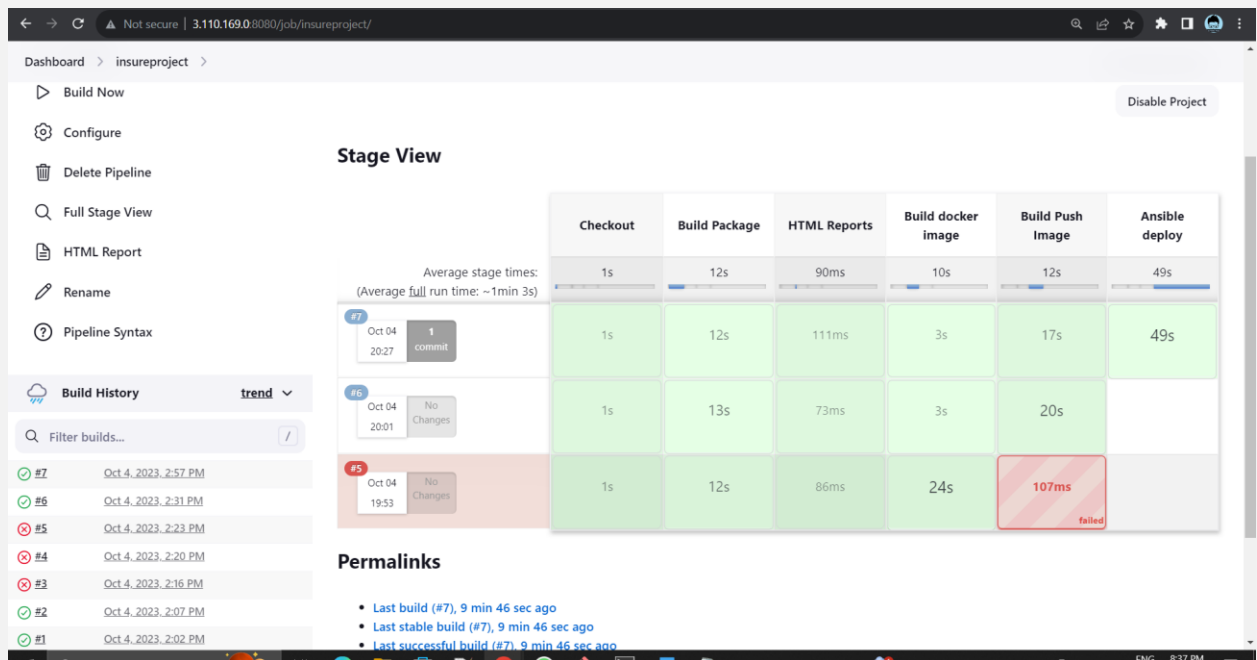 Not secure | 3.110.169.0:8080/job/insureproject/
Dashboard > insureproject >
Build Now
Configure
Delete Pipeline
Full Stage View
HTML Report
Rename
Pipeline Syntax
Build History trend
Filter builds... /
#7 Oct 4, 2023, 2:57 PM
#6 Oct 4, 2023, 2:31 PM
#5 Oct 4, 2023, 2:23 PM
#4 Oct 4, 2023, 2:20 PM
#3 Oct 4, 2023, 2:16 PM
#2 Oct 4, 2023, 2:07 PM
#1 Oct 4, 2023, 2:02 PM
Disable Project
Stage View
Checkout Build Package HTML Reports Build docker image Build Push Image Ansible deploy
Average stage times: 1s 12s 90ms 10s 12s 49s
(Average full run time: ~1min 3s)
#7
Oct 04 20:27 1 commit 1s 12s 111ms 3s 17s 49s
#6
Oct 04 20:01 No Changes 1s 13s 73ms 3s 20s
#5
Oct 04 19:53 No Changes 1s 12s 86ms 24s 107ms failed
Permalinks
Last build (#7), 9 min 46 sec ago
Last stable build (#7), 9 min 46 sec ago
Last successful build (#7), 9 min 46 sec ago
ENG 8:37 PM